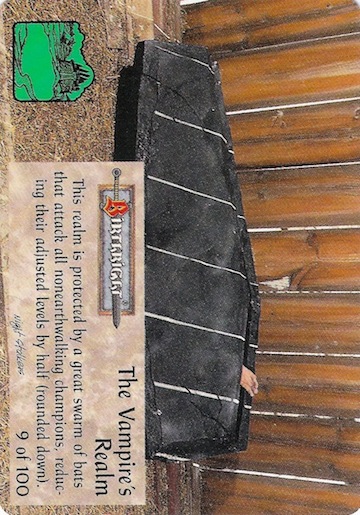 BIRTHRIGHT
The Vampire's
Realm
This realm is protected by a great swarm of bats
that attack all nonearthwalking champions, reduc-
ing their adjusted levels by half (rounded down).
9 of 100